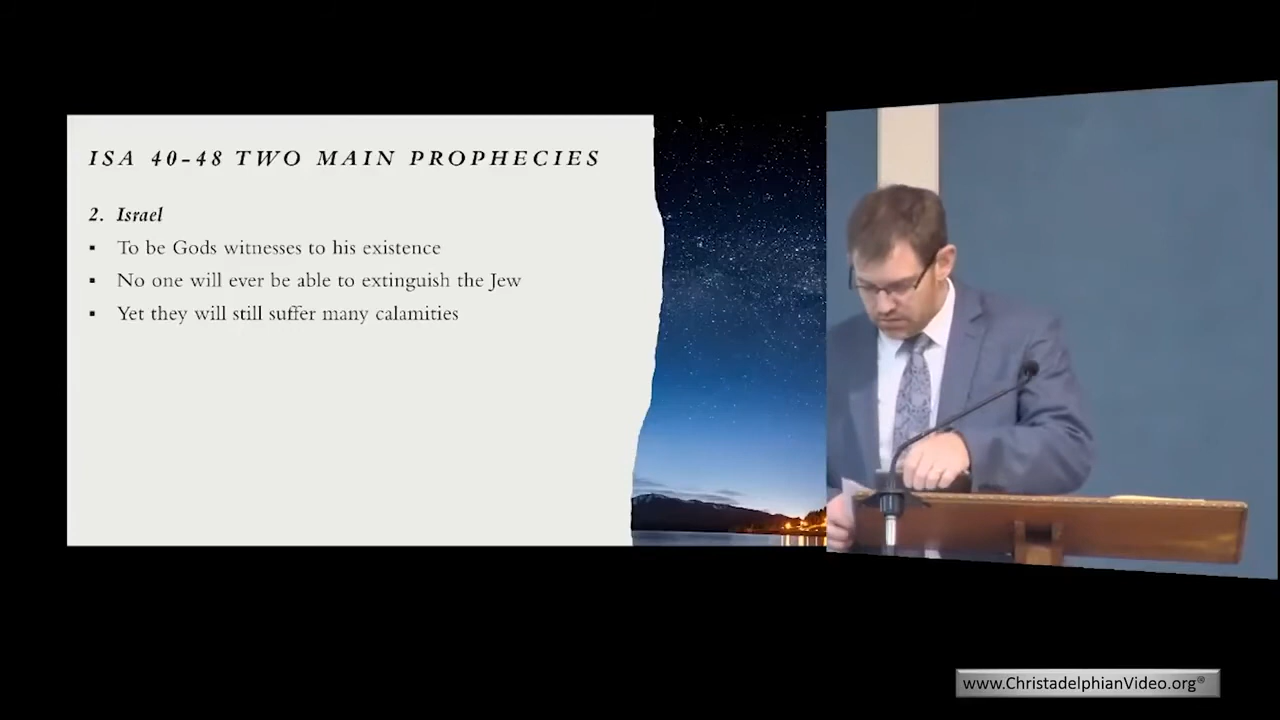 ISA 40-48 TWO MAIN PROPHECIES
2. Israel
▪ To be Gods witnesses to his existence
▪ No one will ever be able to extinguish the Jew
▪ Yet they will still suffer many calamities
www.ChristadelphianVideo.org®